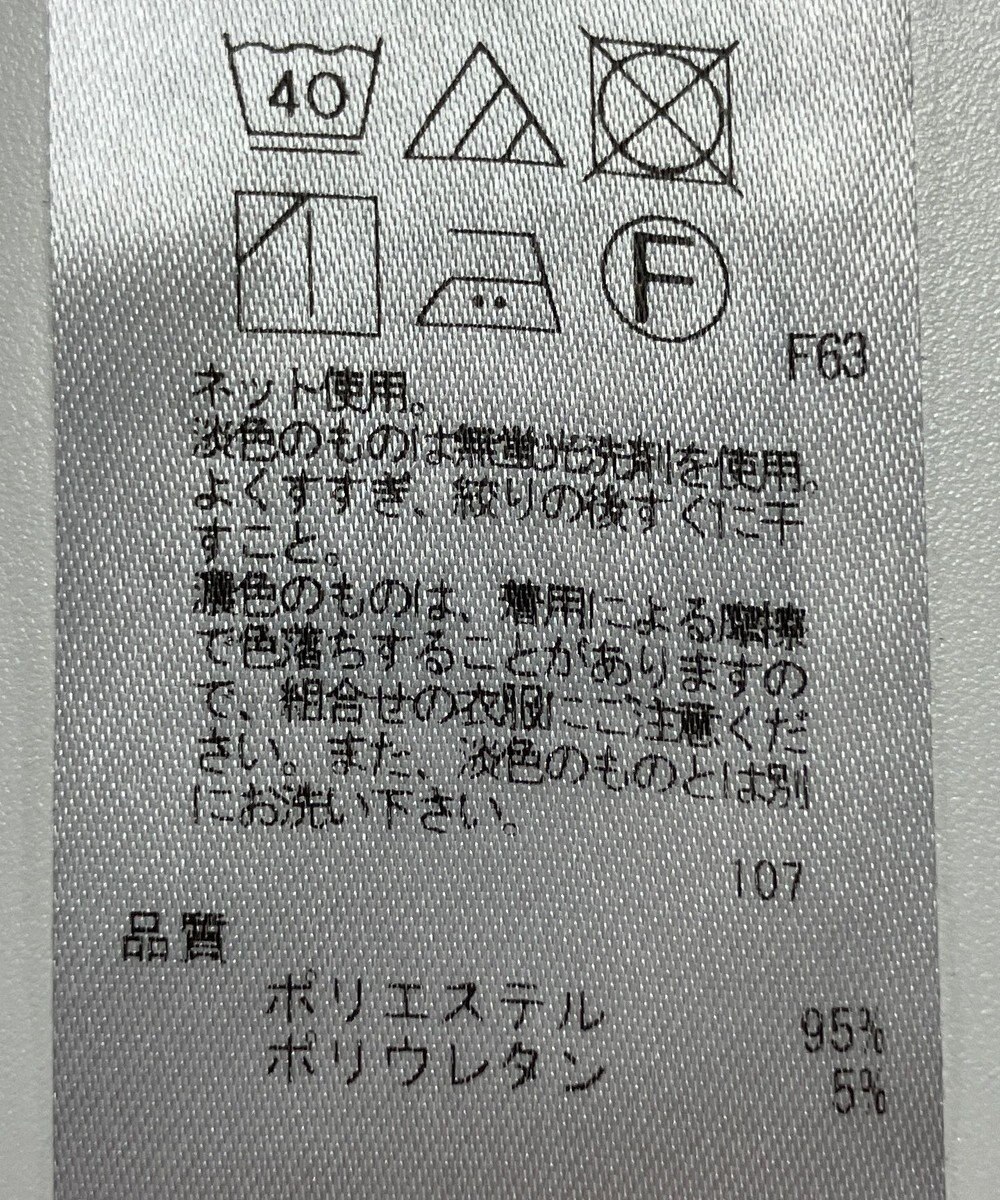 40
F
F63
ネット使用。
淡色のものは無蛍光洗剤を使用。
よくすすぎ、絞りの後すぐに干
すこと。
濃色のものは、着用による摩擦
で色落ちすることがありますの
で、組合せの衣服にご注意くだ
さい。また、淡色のものとは別
にお洗い下さい。
107
品質
ポリエステル 95%
ポリウレタン 5%